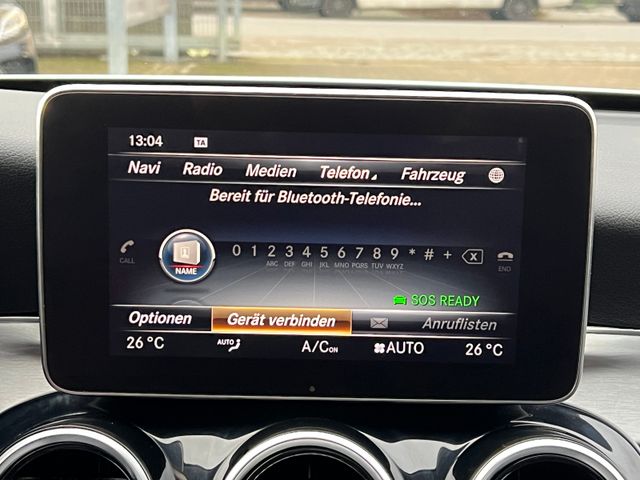 13:04 TA
Navi Radio Medien Telefon Fahrzeug
Bereit für Bluetooth-Telefonie...
CALL NAME 0 1 2 3 4 5 6 7 8 9 * # + END
ABC DEF GHI JKL MNO PQRS TUV WXYZ
SOS READY
Optionen Gerät verbinden Anruflisten
26 °C AUTO A/C ON AUTO 26 °C